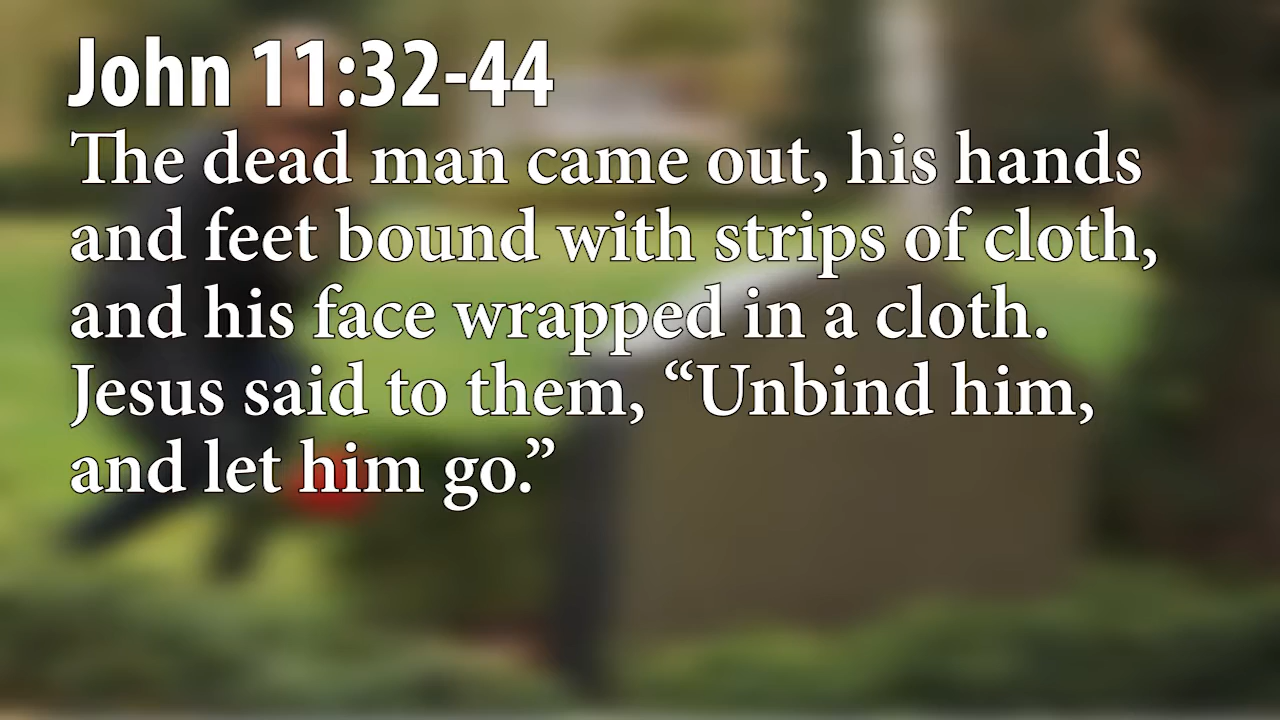 John 11:32-44
The dead man came out, his hands
and feet bound with strips of cloth,
and his face wrapped in a cloth.
Jesus said to them, “Unbind him,
and let him go.”